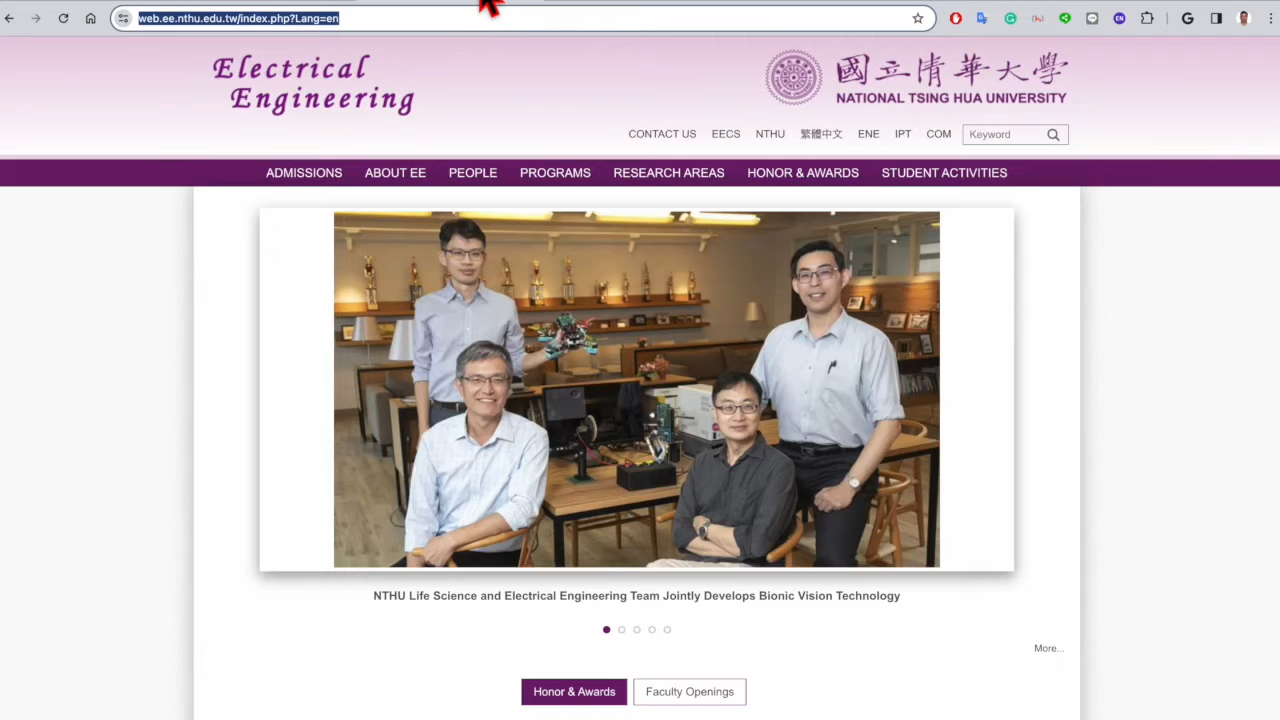 web.ee.nthu.edu.tw/index.php?Lang=en
Electrical
Engineering
國立清華大學
NATIONAL TSING HUA UNIVERSITY
CONTACT US EECS NTHU 繁體中文 ENE IPT COM Keyword
ADMISSIONS ABOUT EE PEOPLE PROGRAMS RESEARCH AREAS HONOR & AWARDS STUDENT ACTIVITIES
NTHU Life Science and Electrical Engineering Team Jointly Develops Bionic Vision Technology
More...
Honor & Awards Faculty Openings